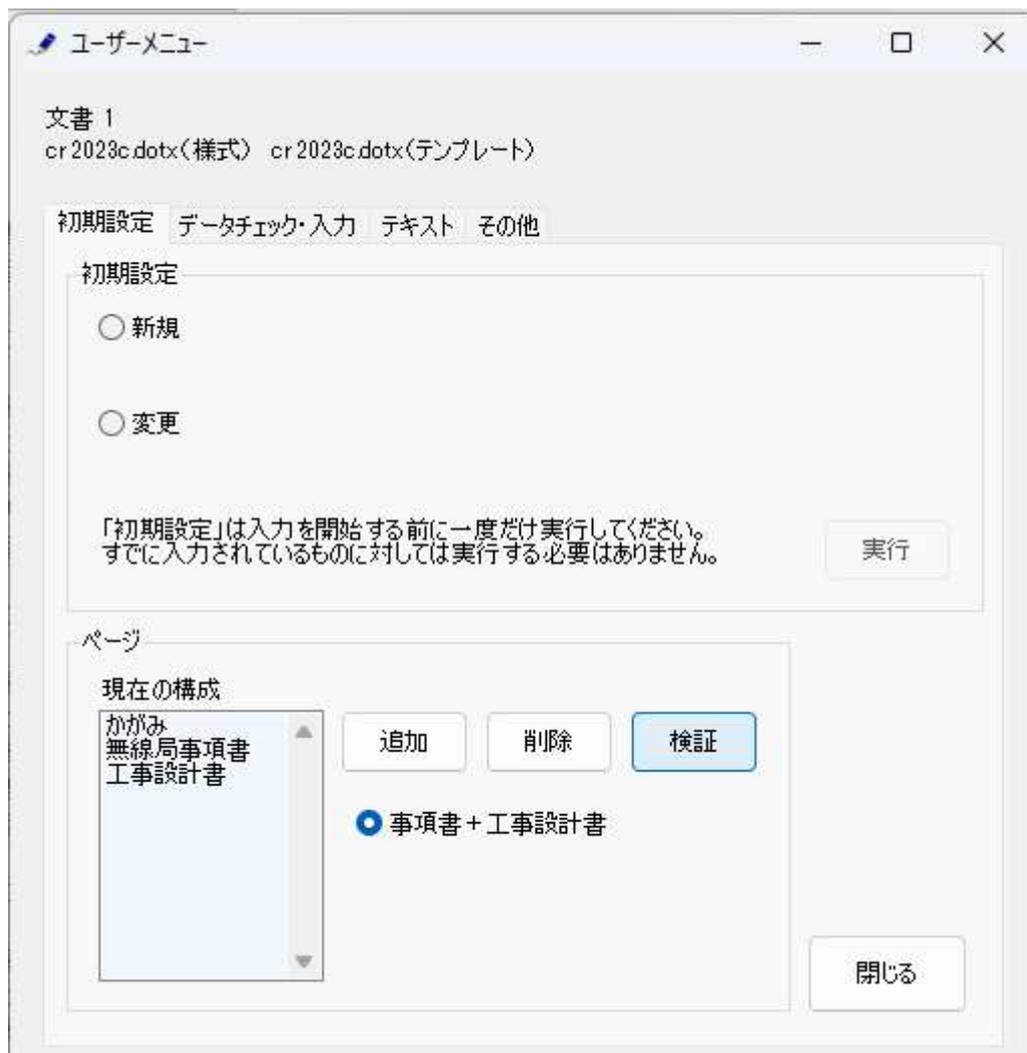 ユーザーメニュー
文書 1
cr2023c.dotx(様式) cr2023c.dotx(テンプレート)
初期設定 データチェック・入力 テキスト その他
初期設定
新規
変更
「初期設定」は入力を開始する前に一度だけ実行してください。
すでに入力されているものに対しては実行する必要はありません。
実行
ページ
現在の構成
かがみ
無線局事項書
工事設計書
追加 削除 検証
事項書+工事設計書
閉じる